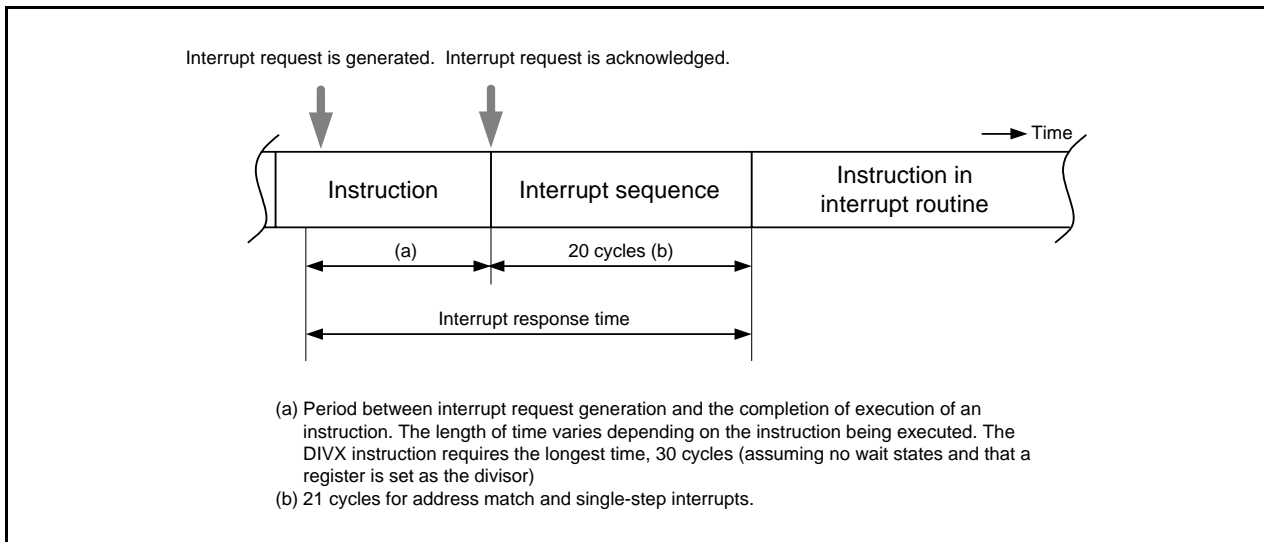 Interrupt request is generated. Interrupt request is acknowledged.
Time
Instruction
Interrupt sequence
Instruction in
interrupt routine
(a)
20 cycles (b)
Interrupt response time
(a) Period between interrupt request generation and the completion of execution of an
instruction. The length of time varies depending on the instruction being executed. The
DIVX instruction requires the longest time, 30 cycles (assuming no wait states and that a
register is set as the divisor)
(b) 21 cycles for address match and single-step interrupts.